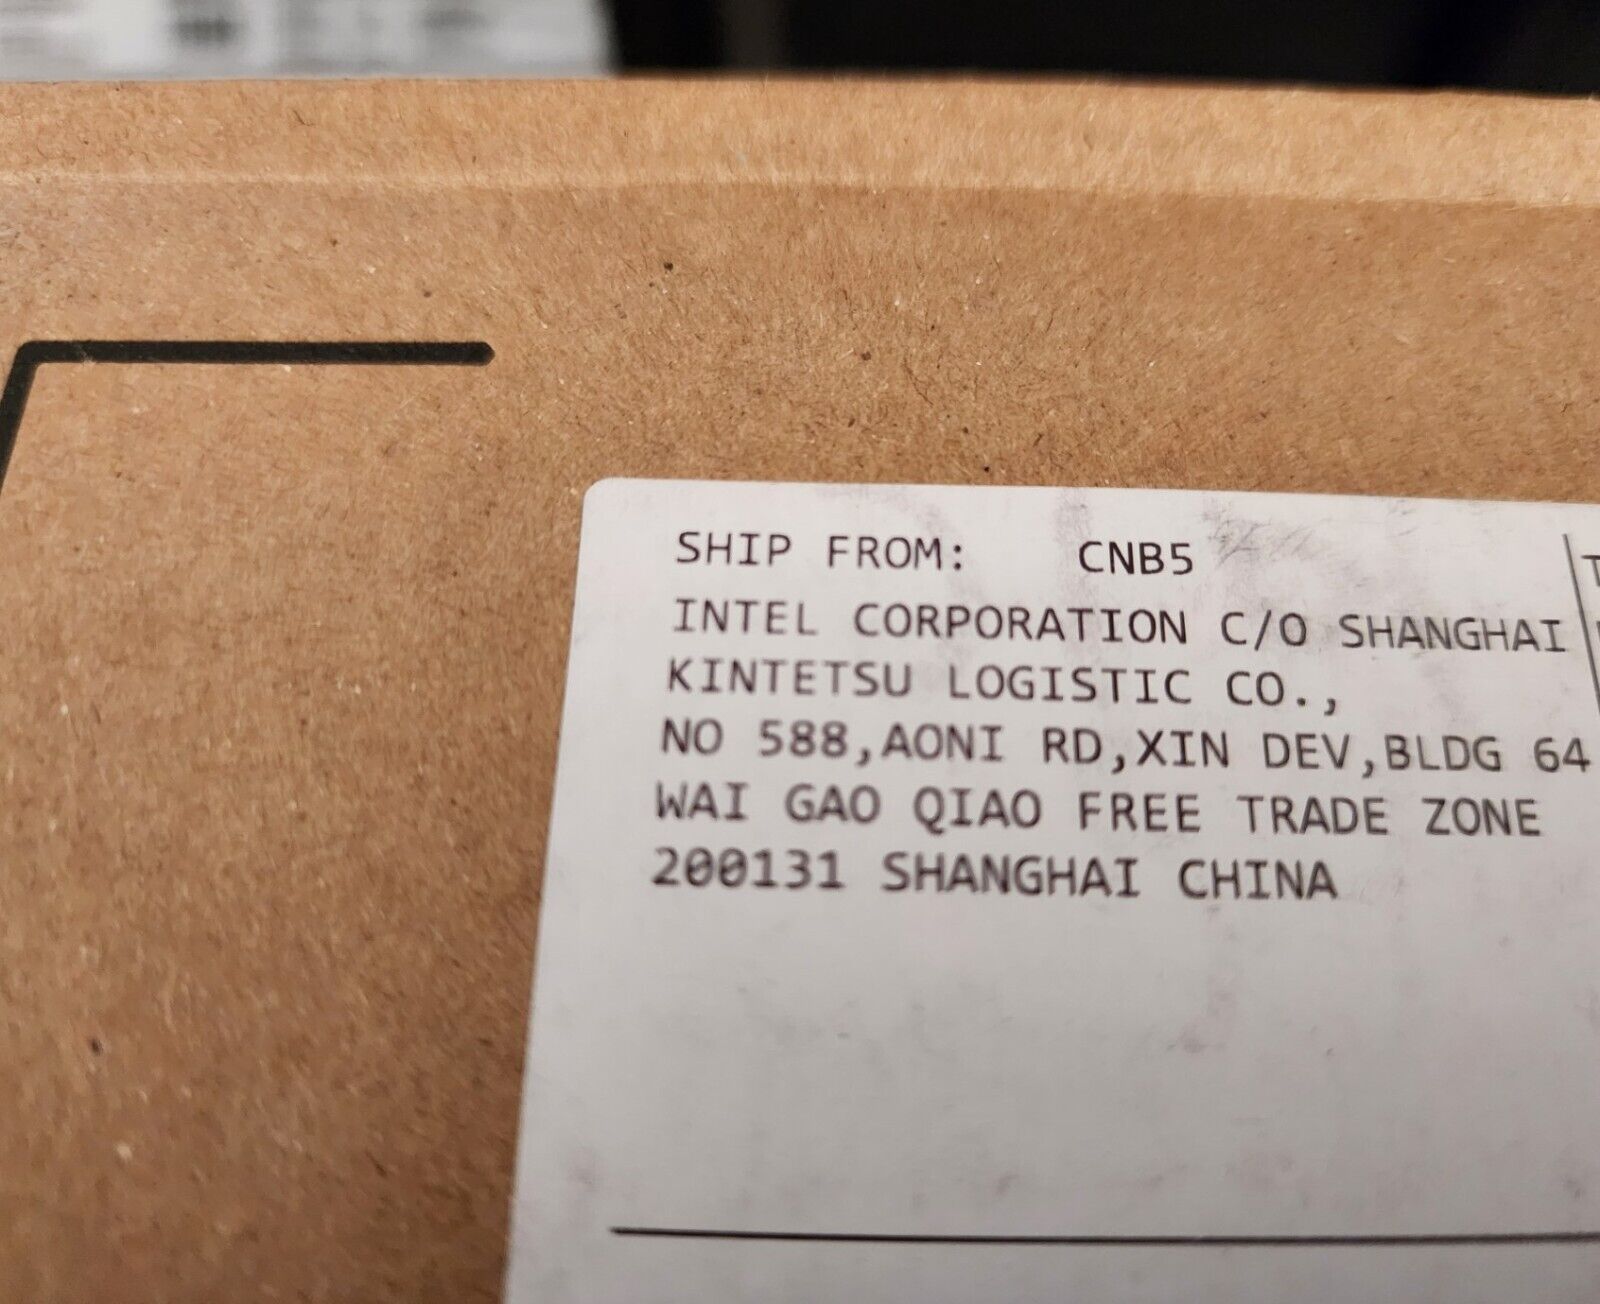 SHIP FROM: CNB5
INTEL CORPORATION C/O SHANGHAI
KINTETSU LOGISTIC CO.,
NO 588,AONI RD,XIN DEV,BLDG 64
WAI GAO QIAO FREE TRADE ZONE
200131 SHANGHAI CHINA